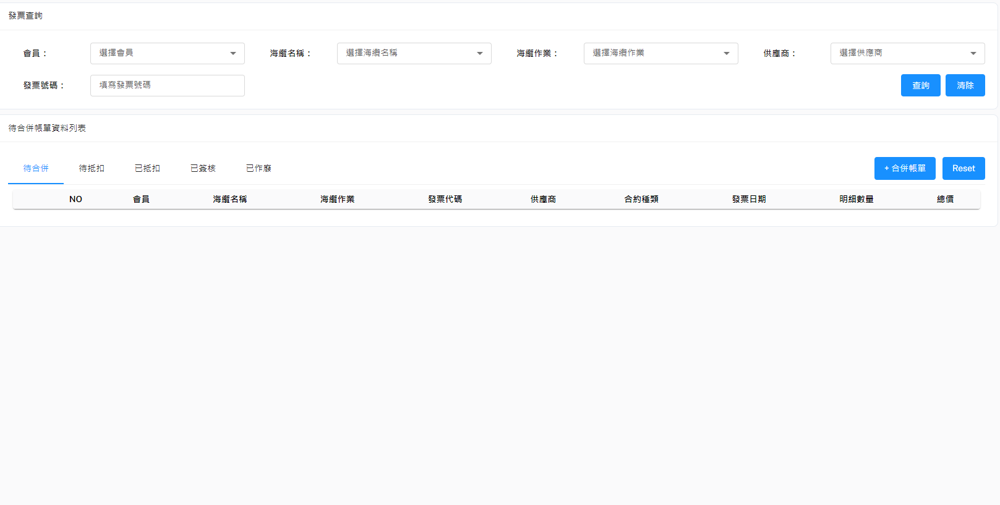 發票查詢
會員： 選擇會員 海纜名稱： 選擇海纜名稱 海纜作業： 選擇海纜作業 供應商： 選擇供應商
發票號碼： 填寫發票號碼 查詢 清除
待合併帳單資料列表
待合併 待抵扣 已抵扣 已簽核 已作廢 + 合併帳單 Reset
NO 會員 海纜名稱 海纜作業 發票代碼 供應商 合約種類 發票日期 明細數量 總價